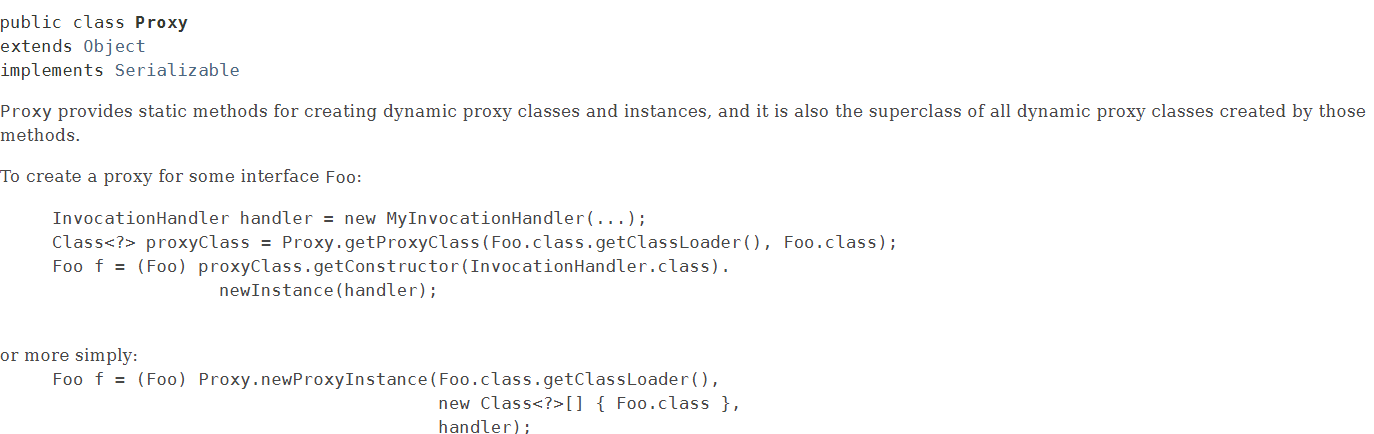 public class Proxy
extends Object
implements Serializable
Proxy provides static methods for creating dynamic proxy classes and instances, and it is also the superclass of all dynamic proxy classes created by those
methods.
To create a proxy for some interface Foo:
InvocationHandler handler = new MyInvocationHandler(...);
Class<?> proxyClass = Proxy.getProxyClass(Foo.class.getClassLoader(), Foo.class);
Foo f = (Foo) proxyClass.getConstructor(InvocationHandler.class).
newInstance(handler);
or more simply:
Foo f = (Foo) Proxy.newProxyInstance(Foo.class.getClassLoader(),
new Class<?>[] { Foo.class },
handler);